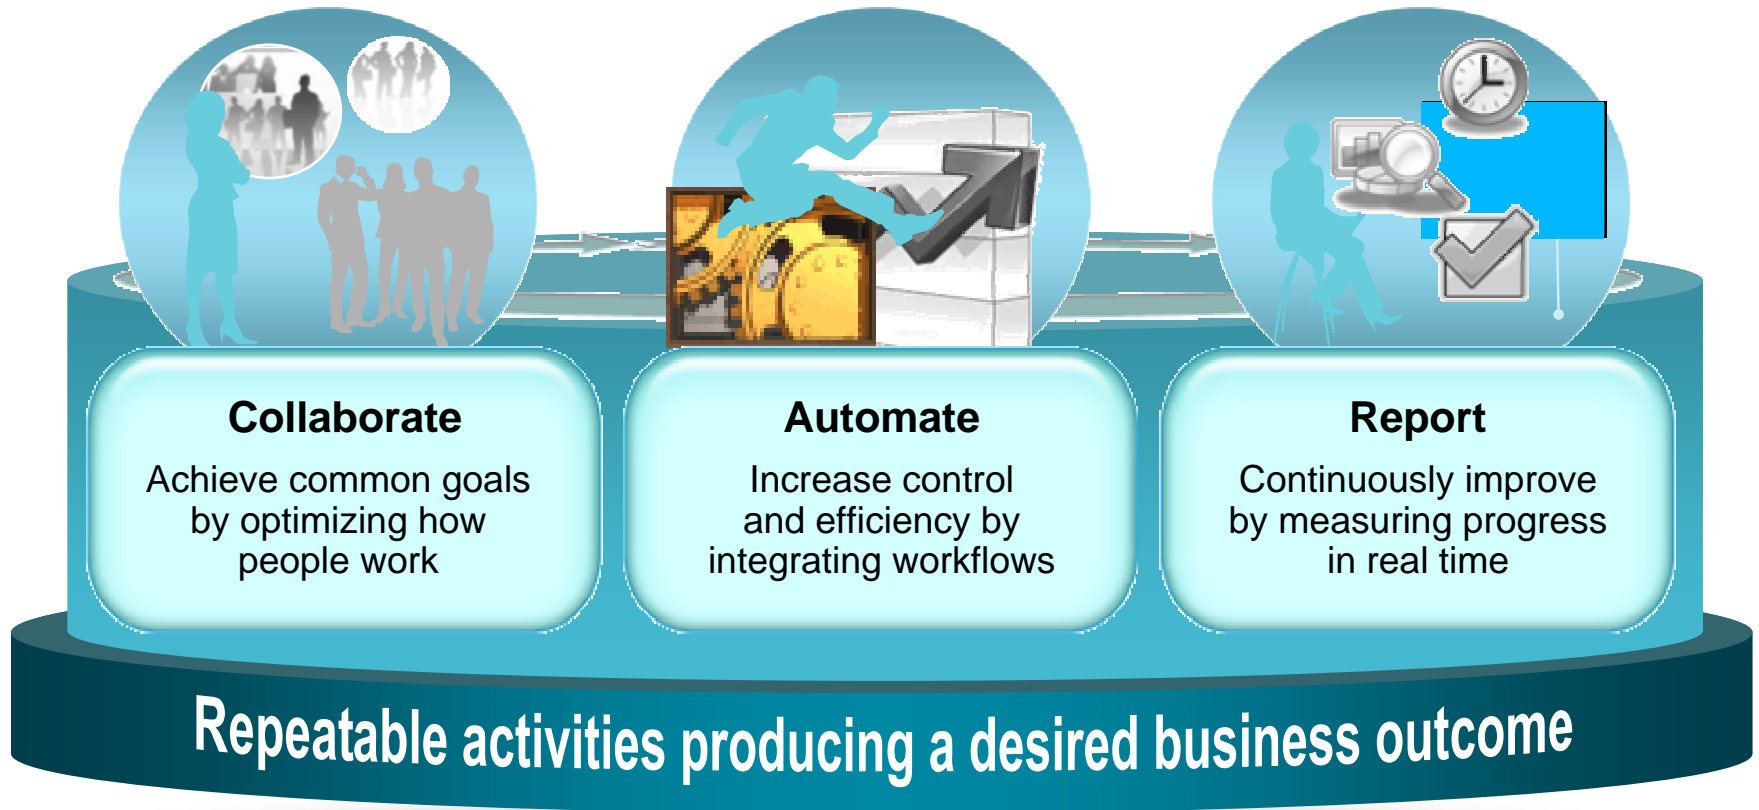 Collaborate
Achieve common goals
by optimizing how
people work
Automate
Increase control
and efficiency by
integrating workflows
Report
Continuously improve
by measuring progress
in real time
Repeatable activities producing a desired business outcome